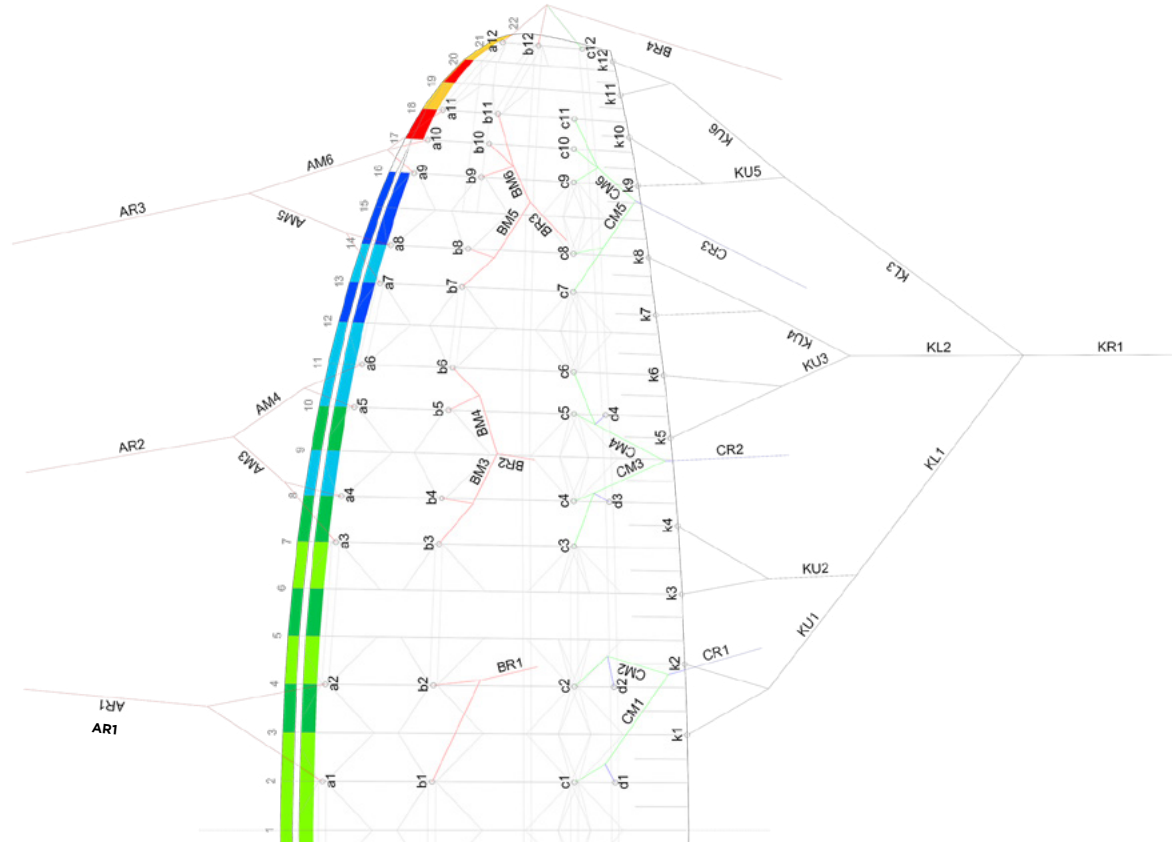 22
21
20
19
18
17
16
15
14
13
12
11
10
9
8
7
6
5
4
3
2
1
a12
a11
a10
a9
a8
a7
a6
a5
a4
a3
a2
a1
b12
b11
b10
b9
b8
b7
b6
b5
b4
b3
b2
b1
c12
c11
c10
c9
c8
c7
c6
c5
c4
c3
c2
c1
d4
d3
d2
d1
k12
k11
k10
k9
k8
k7
k6
k5
k4
k3
k2
k1
AR3
AM6
AM5
AR2
AM4
AM3
AR1
AR1
BR4
BM6
BM5
BR3
BM4
BM3
BR2
BR1
CM6
CM5
CR3
CM4
CM3
CR2
CM2
CM1
CR1
KU6
KU5
KL3
KU4
KU3
KL2
KR1
KL1
KU2
KU1